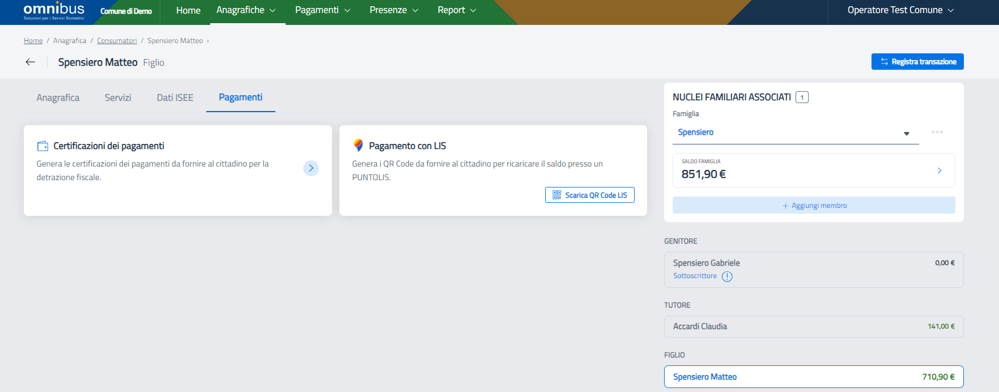 omnibus
Soluzioni per i Servizi Scolastici
Comune di Demo
Home
Anagrafiche
Pagamenti
Presenze
Report
Operatore Test Comune
Home / Anagrafica / Consumatori / Spensiero Matteo ›
Spensiero Matteo Figlio
Registra transazione
Anagrafica
Servizi
Dati ISEE
Pagamenti
Certificazioni dei pagamenti
Genera le certificazioni dei pagamenti da fornire al cittadino per la
detrazione fiscale.
Pagamento con LIS
Genera i QR Code da fornire al cittadino per ricaricare il saldo presso un
PUNTOLIS.
Scarica QR Code LIS
NUCLEI FAMILIARI ASSOCIATI 1
Famiglia
Spensiero
SALDO FAMIGLIA
851,90 €
+ Aggiungi membro
GENITORE
Spensiero Gabriele 0,00 €
Sottoscrittore
TUTORE
Accardi Claudia 141,00 €
FIGLIO
Spensiero Matteo 710,90 €